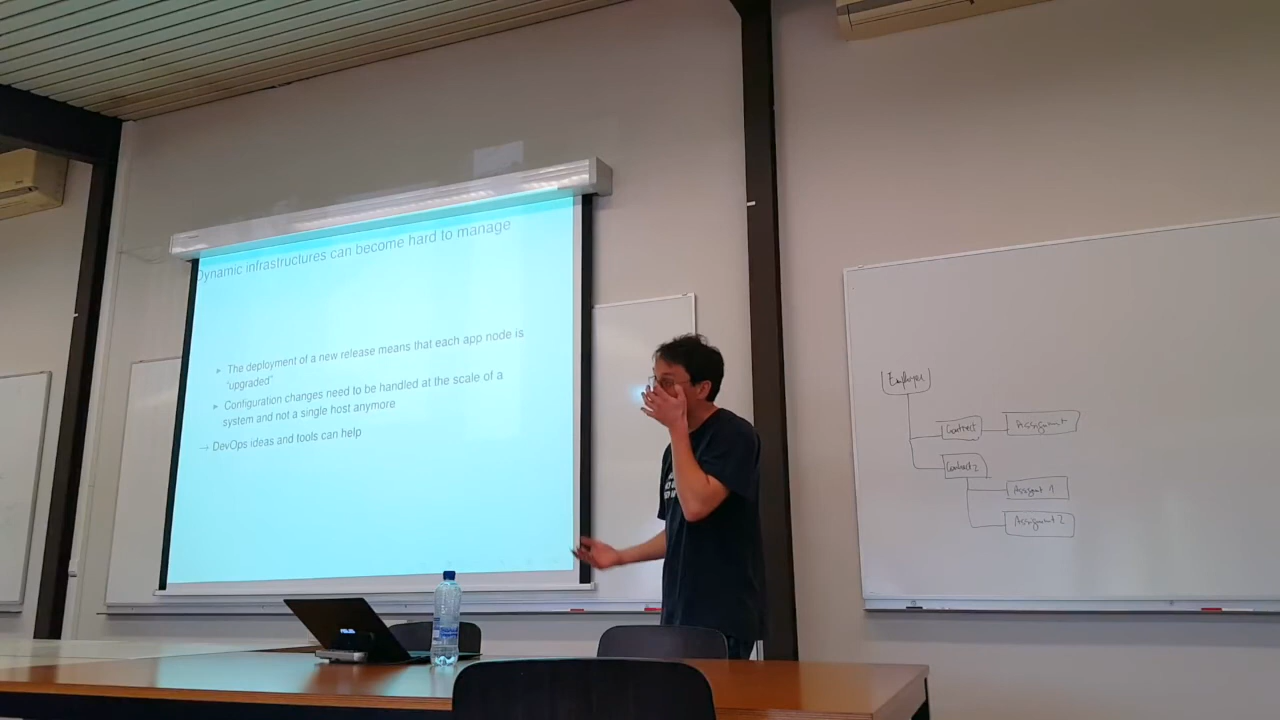 Dynamic infrastructures can become hard to manage
The deployment of a new release means that each app node is
"upgraded"
Configuration changes need to be handled at the scale of a
system and not a single host anymore
→ DevOps ideas and tools can help
ASUS
Employee
Contract
Assignment
Contract 2
Assignt 1
Assignment 2